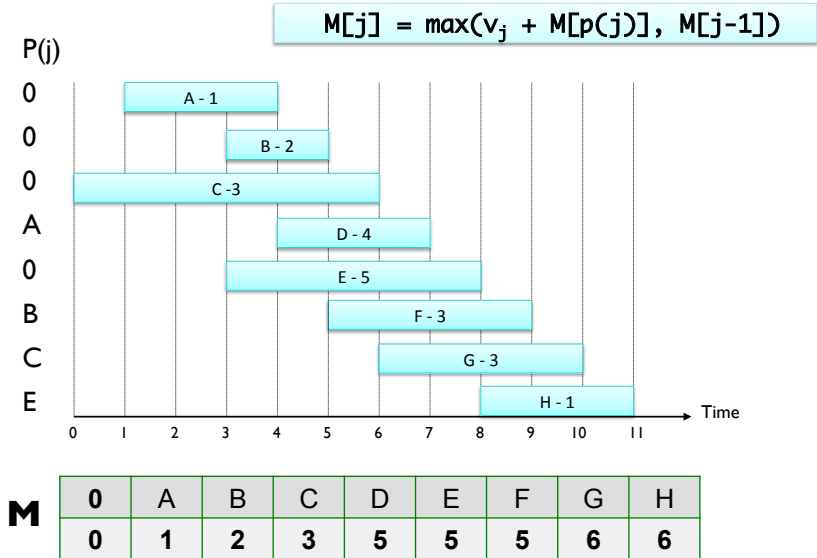 M[j] = max(vj + M[p(j)], M[j-1])
P(j)
0 A - 1
0 B - 2
0 C -3
A D - 4
0 E - 5
B F - 3
C G - 3
E H - 1
Time
0 1 2 3 4 5 6 7 8 9 10 11
M 0 A B C D E F G H
0 1 2 3 5 5 5 6 6